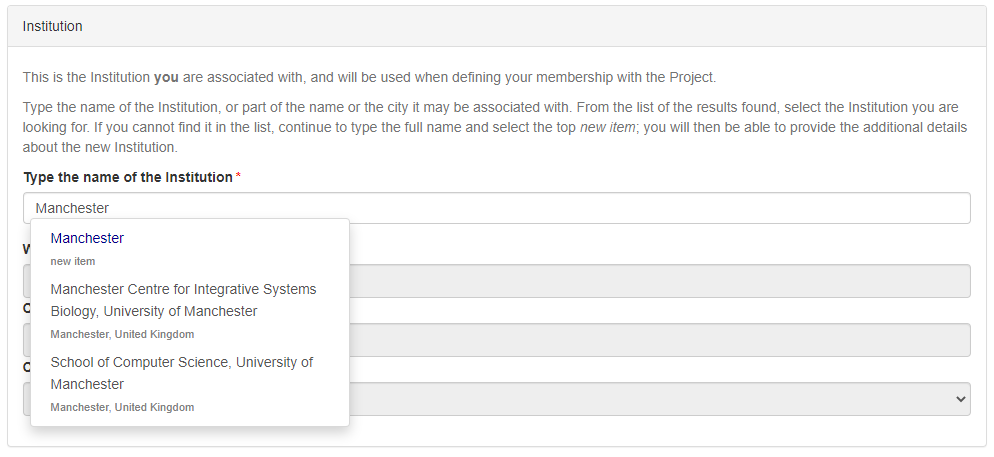 Institution
This is the Institution you are associated with, and will be used when defining your membership with the Project.
Type the name of the Institution, or part of the name or the city it may be associated with. From the list of the results found, select the Institution you are
looking for. If you cannot find it in the list, continue to type the full name and select the top new item; you will then be able to provide the additional details
about the new Institution.
Type the name of the Institution *
Manchester
Manchester
new item
Manchester Centre for Integrative Systems
Biology, University of Manchester
Manchester, United Kingdom
School of Computer Science, University of
Manchester
Manchester, United Kingdom